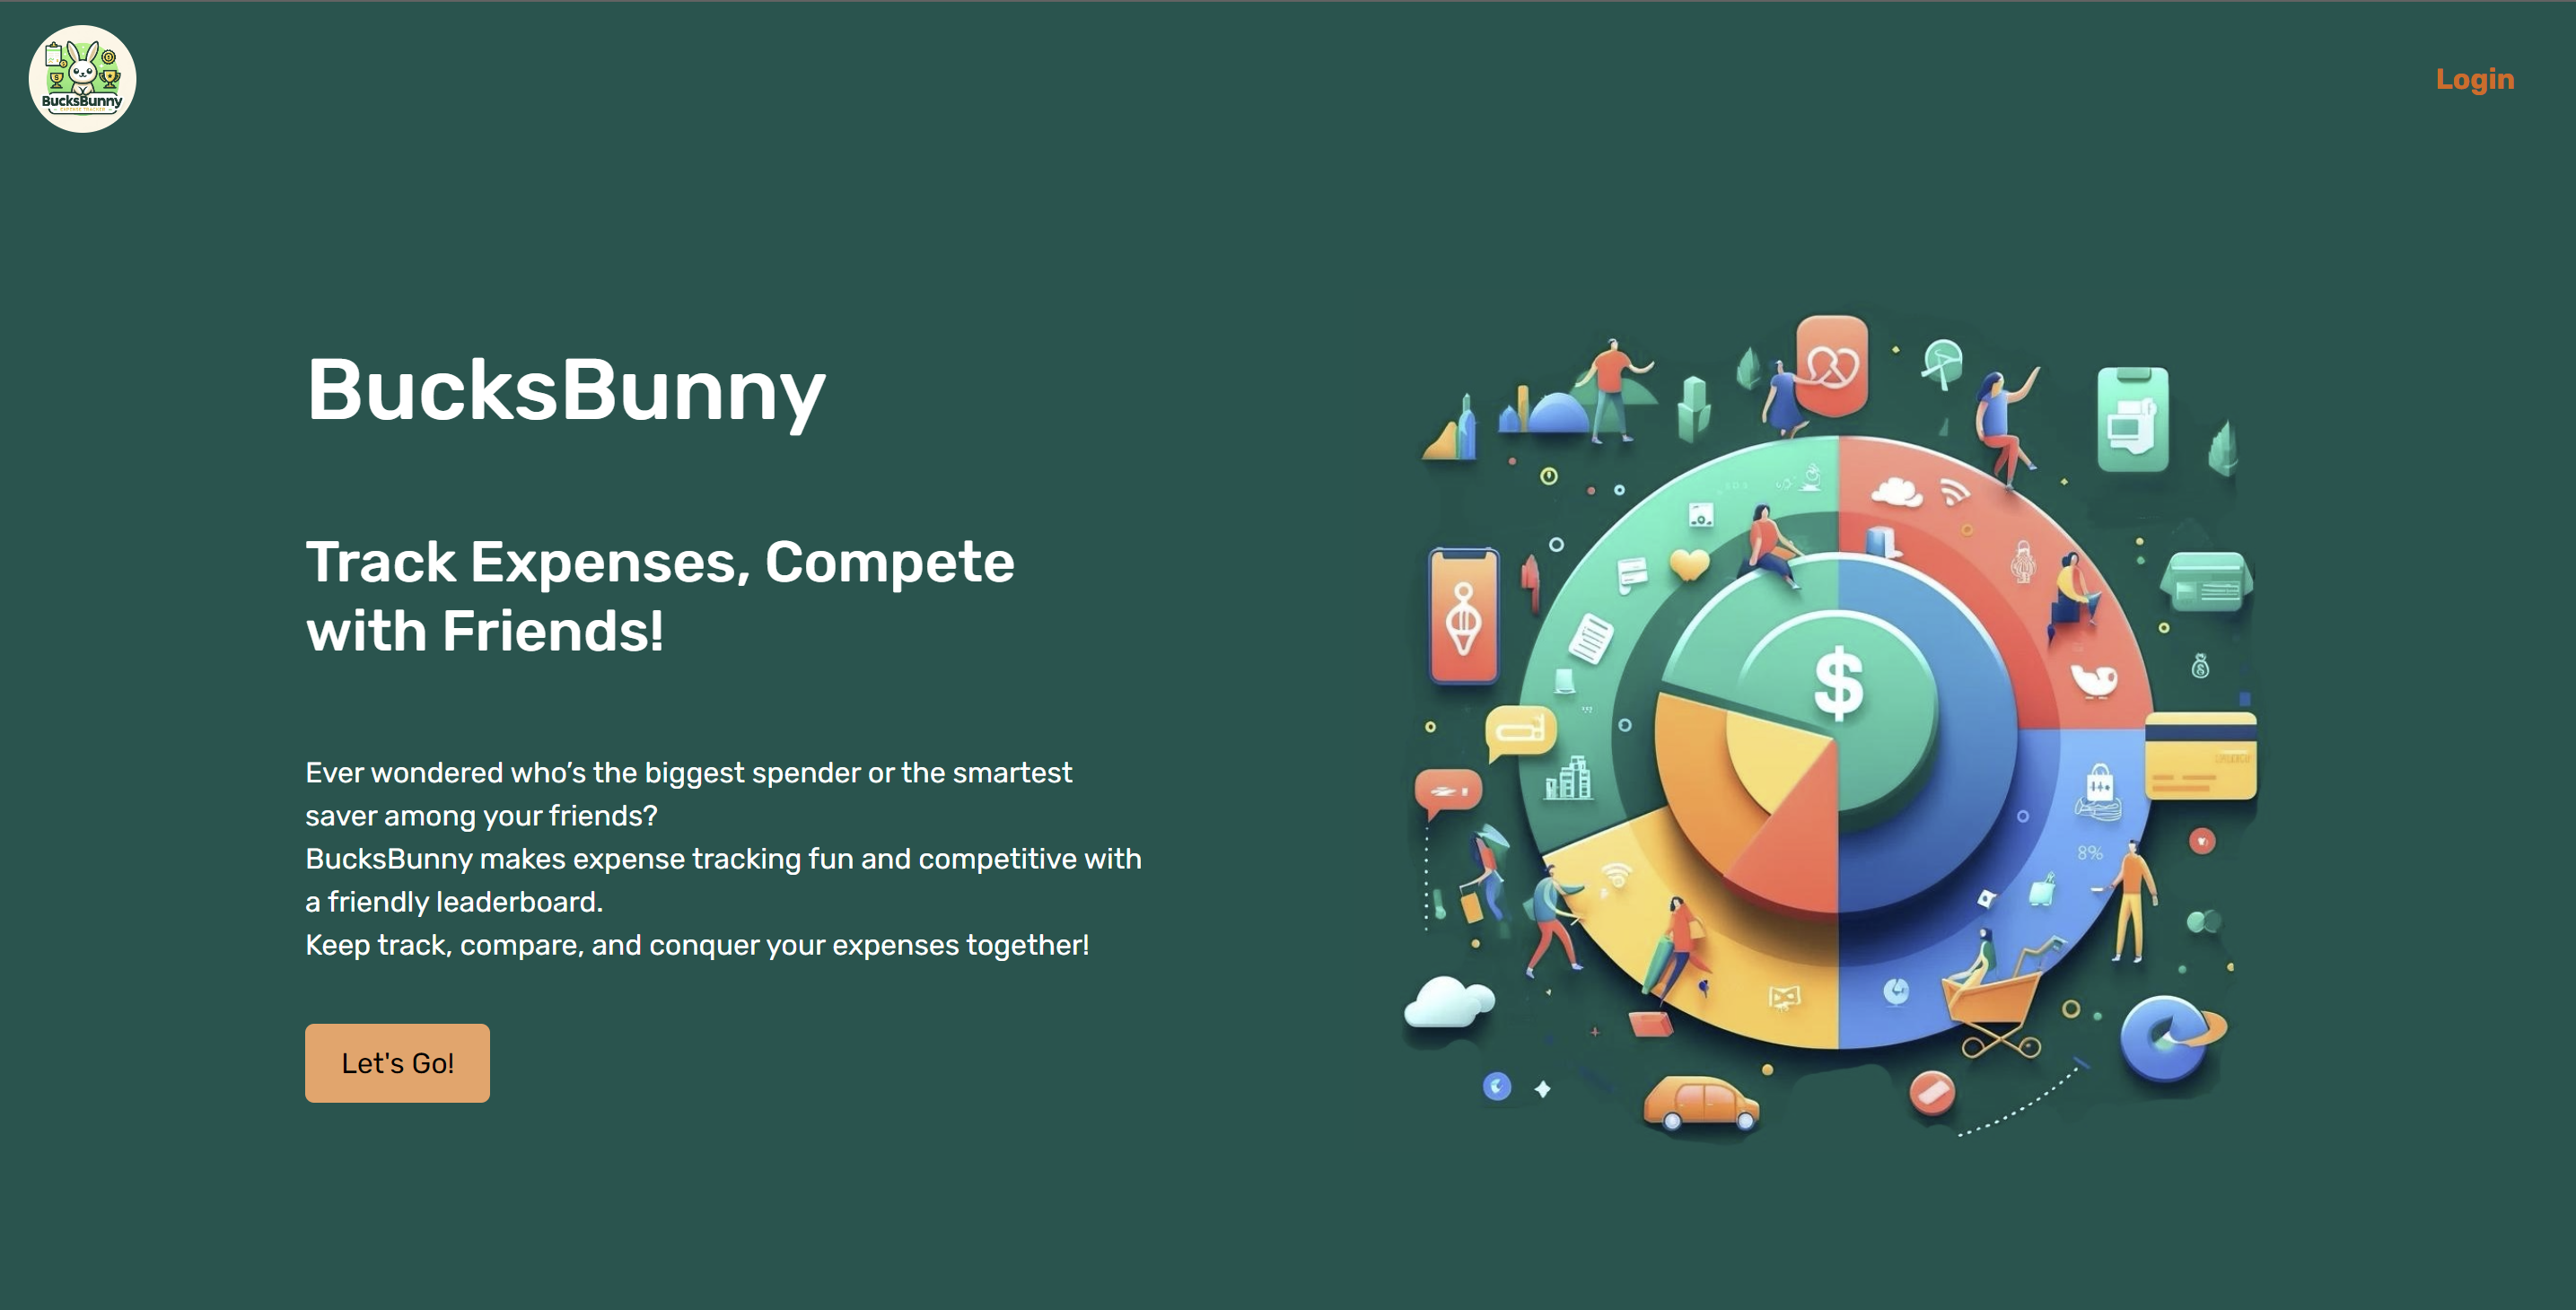 BucksBunny
EXPENSE TRACKER
Login
BucksBunny
Track Expenses, Compete
with Friends!
Ever wondered who’s the biggest spender or the smartest
saver among your friends?
BucksBunny makes expense tracking fun and competitive with
a friendly leaderboard.
Keep track, compare, and conquer your expenses together!
Let's Go!
$
8%